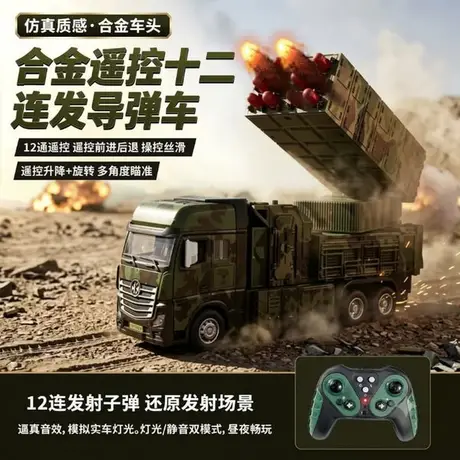 仿真质感·合金车头
合金遥控十二
连发导弹车
12通遥控 遥控前进后退 操控丝滑
遥控升降+旋转 多角度瞄准
12连发射子弹 还原发射场景
逼真音效, 模拟实车灯光。灯光/静音双模式, 昼夜畅玩